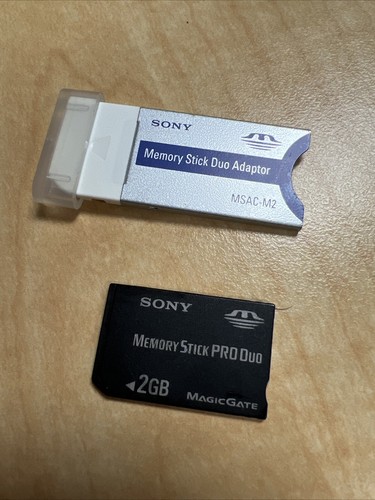 SONY
Memory Stick Duo Adaptor
MSAC-M2
SONY
MEMORY STICK PRO DUO
2GB
MAGICGATE